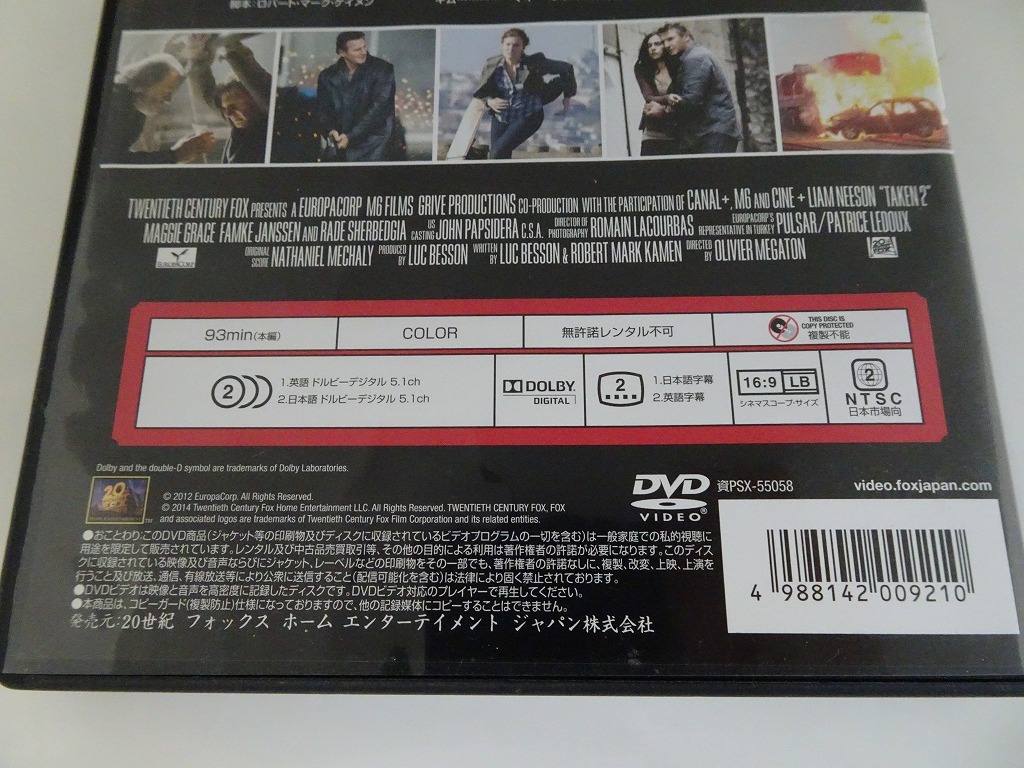 脚本：ロバート・マーク・ケイメン
TWENTIETH CENTURY FOX PRESENTS A EUROPACORP M6 FILMS GRIVE PRODUCTIONS CO-PRODUCTION WITH THE PARTICIPATION OF CANAL+, M6 AND CINE + LIAM NEESON "TAKEN 2"
MAGGIE GRACE FAMKE JANSSEN AND RADE SHERBEDGIA US CASTING JOHN PAPSIDERA C.S.A. DIRECTOR OF PHOTOGRAPHY ROMAIN LACOURBAS EUROPACORP'S REPRESENTATIVE IN TURKEY PULSAR/PATRICE LEDOUX
ORIGINAL SCORE NATHANIEL MECHALY PRODUCED BY LUC BESSON WRITTEN BY LUC BESSON & ROBERT MARK KAMEN DIRECTED BY OLIVIER MEGATON
EUROPACORP
93min(本編) COLOR 無許諾レンタル不可 THIS DISC IS
COPY PROTECTED
複製不能
2 1.英語 ドルビーデジタル 5.1ch
2.日本語 ドルビーデジタル 5.1ch
DOLBY
DIGITAL
2 1.日本語字幕
2.英語字幕
16:9 LB
シネマスコープ・サイズ
2
NTSC
日本市場向
Dolby and the double-D symbol are trademarks of Dolby Laboratories.
© 2012 EuropaCorp. All Rights Reserved.
© 2014 Twentieth Century Fox Home Entertainment LLC. All Rights Reserved. TWENTIETH CENTURY FOX, FOX
and associated logos are trademarks of Twentieth Century Fox Film Corporation and its related entities.
DVD
VIDEO
資PSX-55058
video.foxjapan.com
●おことわり:このDVD商品(ジャケット等の印刷物及びディスクに収録されているビデオプログラムの一切を含む)は一般家庭での私的視聴に
用途を限定して販売されています。レンタル及び中古品売買取引等、その他の目的による利用は著作権者の許諾が必要になります。このディス
クに収録されている映像及び音声ならびにジャケット、レーベルなどの印刷物をその一部でも、著作権者の許諾なしに、複製、改変、上映、上演を
行うこと及び放送、通信、有線放送等により公衆に送信すること(配信可能化を含む)は法律により固く禁止されております。
●DVDビデオは映像と音声を高密度に記録したディスクです。DVDビデオ対応のプレイヤーで再生してください。
●本商品は、コピーガード(複製防止)仕様になっておりますので、他の記録媒体にコピーすることはできません。
発売元:20世紀 フォックス ホーム エンターテイメント ジャパン株式会社
4 988142 009210